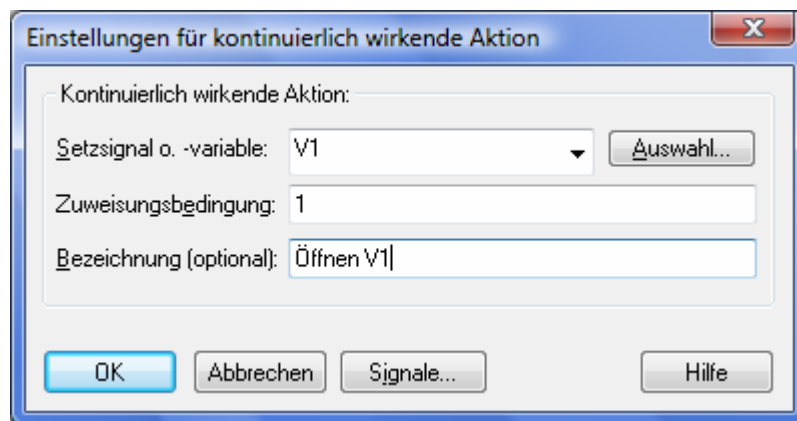 Einstellungen für kontinuierlich wirkende Aktion
Kontinuierlich wirkende Aktion:
Setzsignal o. -variable: V1 Auswahl...
Zuweisungsbedingung: 1
Bezeichnung (optional): Öffnen V1
OK Abbrechen Signale... Hilfe